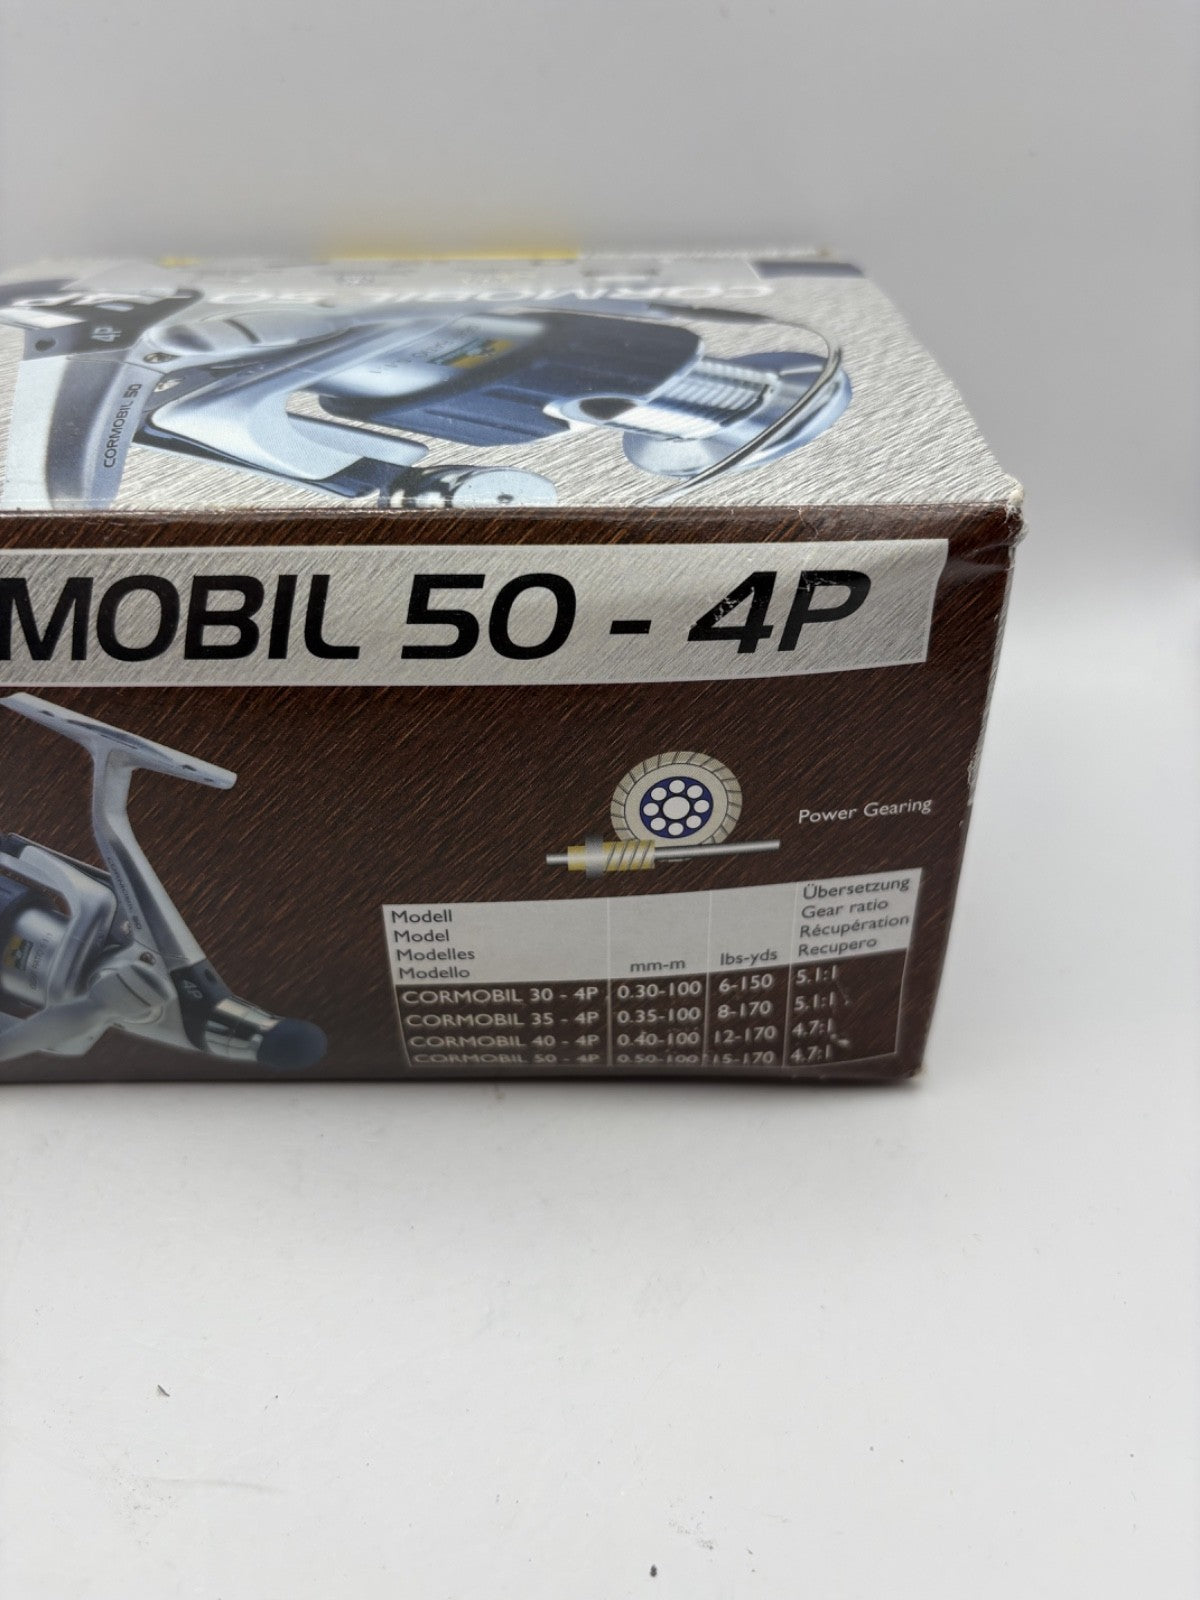 CORMOBIL 50
4P
CORMOBIL 50
MOBIL 50 - 4P
Power Gearing
4P
Modell
Model
Modelles
Modello
mm-m
lbs-yds
Übersetzung
Gear ratio
Récupération
Recupero
CORMOBIL 30 - 4P 0.30-100 6-150 5.1:1
CORMOBIL 35 - 4P 0.35-100 8-170 5.1:1
CORMOBIL 40 - 4P 0.40-100 12-170 4.7:1
CORMOBIL 50 - 4P 0.50-100 15-170 4.7:1